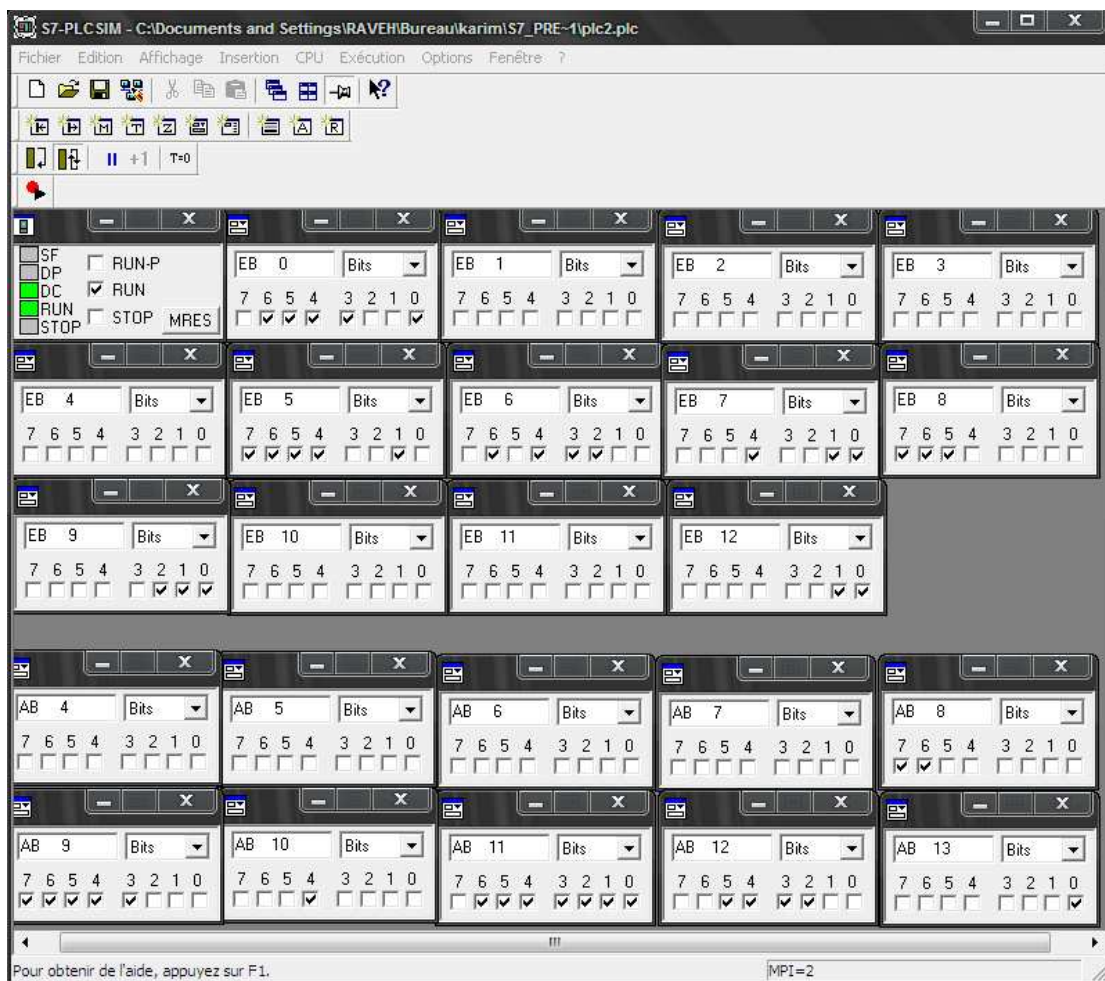 S7-PLCSIM - C:\Documents and Settings\RAVEH\Bureau\karim\S7_PRE~1\plc2.plc
Fichier Edition Affichage Insertion CPU Exécution Options Fenêtre ?
+1 T=0
SF
DP
DC
RUN
STOP
RUN-P
RUN
STOP MRES
EB 0 Bits
7 6 5 4 3 2 1 0
EB 1 Bits
7 6 5 4 3 2 1 0
EB 2 Bits
7 6 5 4 3 2 1 0
EB 3 Bits
7 6 5 4 3 2 1 0
EB 4 Bits
7 6 5 4 3 2 1 0
EB 5 Bits
7 6 5 4 3 2 1 0
EB 6 Bits
7 6 5 4 3 2 1 0
EB 7 Bits
7 6 5 4 3 2 1 0
EB 8 Bits
7 6 5 4 3 2 1 0
EB 9 Bits
7 6 5 4 3 2 1 0
EB 10 Bits
7 6 5 4 3 2 1 0
EB 11 Bits
7 6 5 4 3 2 1 0
EB 12 Bits
7 6 5 4 3 2 1 0
AB 4 Bits
7 6 5 4 3 2 1 0
AB 5 Bits
7 6 5 4 3 2 1 0
AB 6 Bits
7 6 5 4 3 2 1 0
AB 7 Bits
7 6 5 4 3 2 1 0
AB 8 Bits
7 6 5 4 3 2 1 0
AB 9 Bits
7 6 5 4 3 2 1 0
AB 10 Bits
7 6 5 4 3 2 1 0
AB 11 Bits
7 6 5 4 3 2 1 0
AB 12 Bits
7 6 5 4 3 2 1 0
AB 13 Bits
7 6 5 4 3 2 1 0
Pour obtenir de l'aide, appuyez sur F1. MPI=2